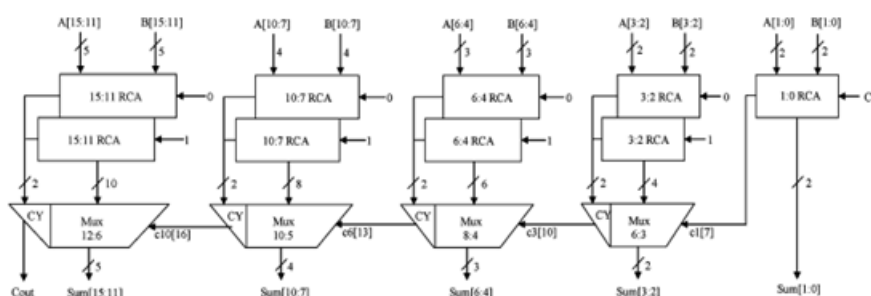 A[15:11] B[15:11] A[10:7] B[10:7] A[6:4] B[6:4] A[3:2] B[3:2] A[1:0] B[1:0]
5 5 4 4 3 3 2 2 2 2
15:11 RCA 0 10:7 RCA 0 6:4 RCA 0 3:2 RCA 0 1:0 RCA C
15:11 RCA 1 10:7 RCA 1 6:4 RCA 1 3:2 RCA 1
2 10 2 8 2 6 2 4 2
CY Mux CY Mux CY Mux CY Mux
12:6 c10[16] 10:5 c6[13] 8:4 c3[10] 6:3 c1[7]
5 4 3 2
Cout Sum[15:11] Sum[10:7] Sum[6:4] Sum[3:2] Sum[1:0]